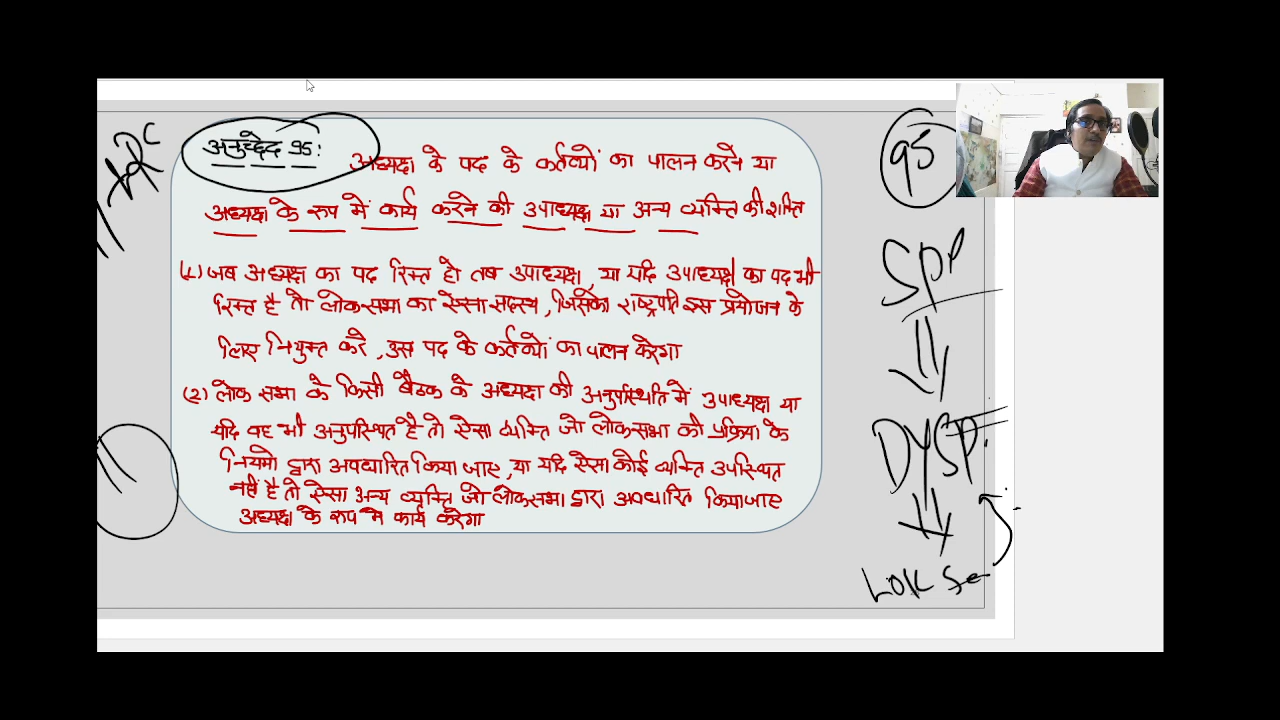 अनुच्छेद 95:
अध्यक्ष के पद के कर्तव्यों का पालन करने या
अध्यक्ष के रूप में कार्य करने की उपाध्यक्ष या अन्य व्यक्ति की शक्ति
(1) जब अध्यक्ष का पद रिक्त हो तब उपाध्यक्ष, या यदि उपाध्यक्ष का पद भी
रिक्त है तो लोकसभा का ऐसा सदस्य, जिसको राष्ट्रपति इस प्रयोजन के
लिए नियुक्त करे, उस पद के कर्तव्यों का पालन करेगा
(२) लोक सभा के किसी बैठक के अध्यक्ष की अनुपस्थिति में उपाध्यक्ष या
यदि वह भी अनुपस्थित है तो ऐसा व्यक्ति जो लोकसभा की प्रक्रिया के
नियमो द्वारा अवधारित किया जाए, या यदि ऐसा कोई व्यक्ति उपस्थित
नहीं है तो ऐसा अन्य व्यक्ति जो लोकसभा द्वारा अवधारित किया जाए
अध्यक्ष के रूप में कार्य करेगा
95
SPP
DYSP
LOK Se